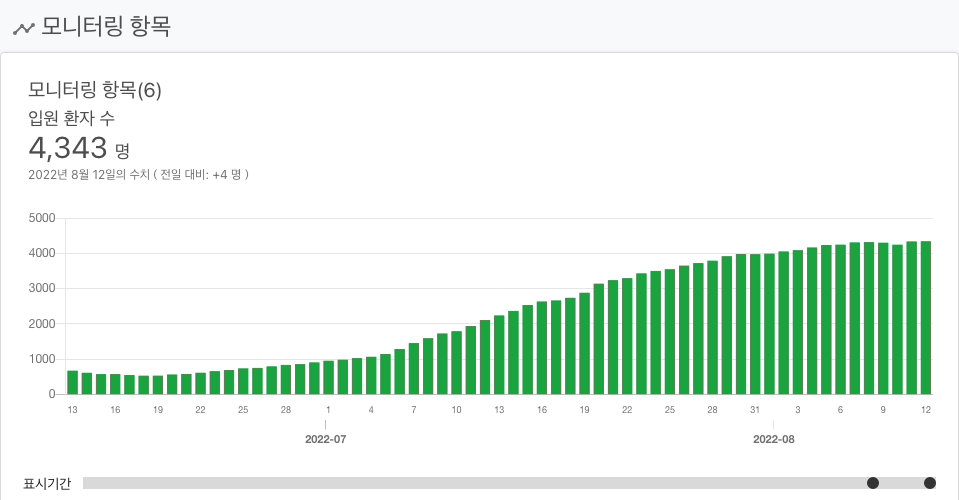 모니터링 항목
모니터링 항목(6)
입원 환자 수
4,343 명
2022년 8월 12일의 수치 ( 전일 대비: +4 명 )
5000
4000
3000
2000
1000
0
13 16 19 22 25 28 1 4 7 10 13 16 19 22 25 28 31 3 6 9 12
2022-07 2022-08
표시기간